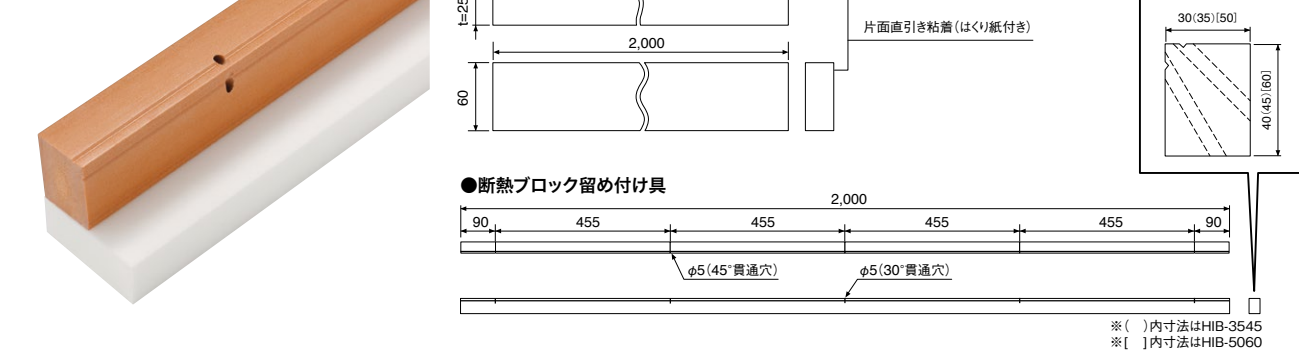 t=25
片面直引き粘着(はくり紙付き)
2,000
60
30(35)[50]
40(45)[60]
●断熱ブロック留め付け具
2,000
90 455 455 455 455 90
φ5(45°貫通穴)
φ5(30°貫通穴)
※(　)内寸法はHIB-3545
※[　]内寸法はHIB-5060